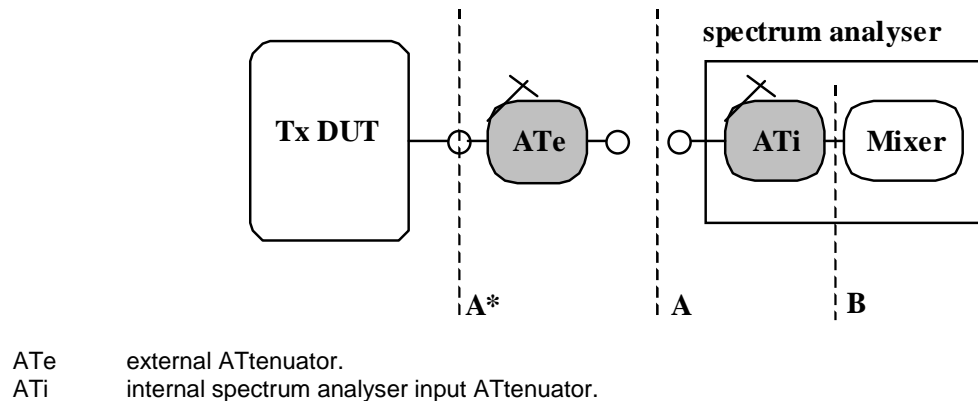 spectrum analyser
Tx DUT
ATe
ATi
Mixer
A*
A
B
ATe external ATtenuator.
ATi internal spectrum analyser input ATtenuator.